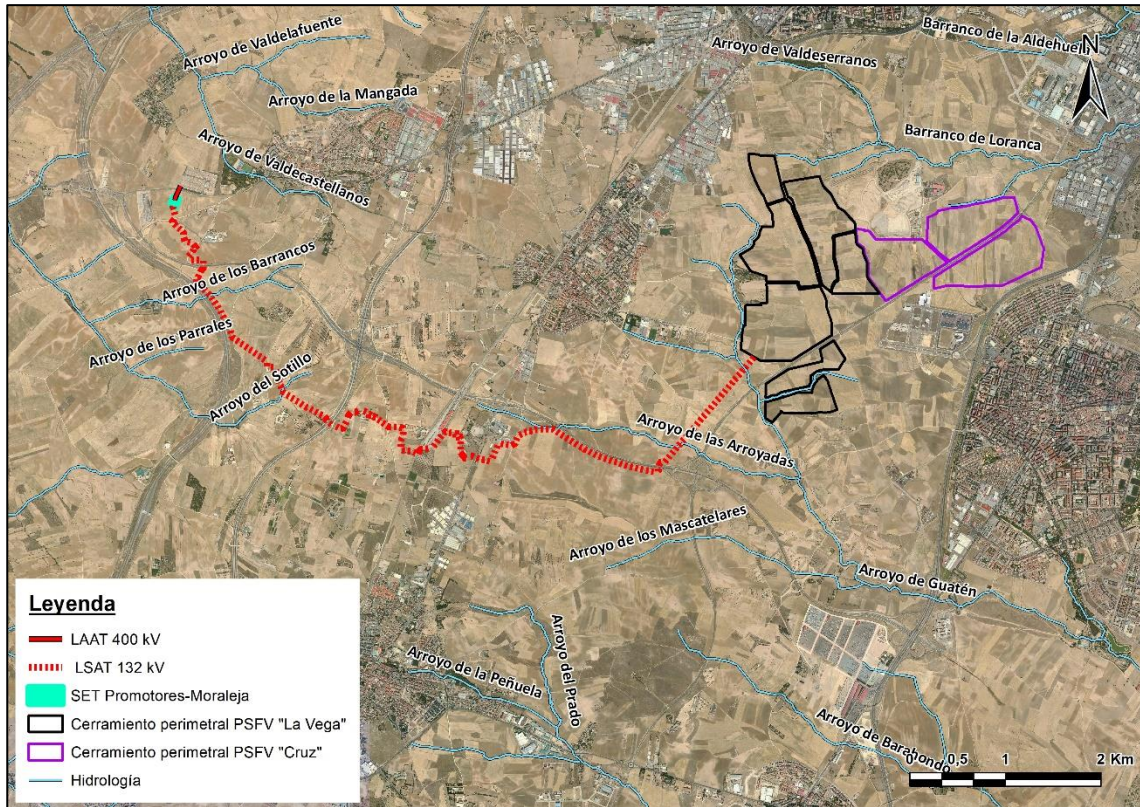 Arroyo de Valdelafuente
Barranco de la Aldehuela
Arroyo de Valdeserranos
N
Arroyo de la Mangada
Barranco de Loranca
Arroyo de Valdecastellanos
Arroyo de los Barrancos
Arroyo de los Parrales
Arroyo del Sotillo
Arroyo de las Arroyadas
Arroyo de los Mascatelares
Arroyo de Guatén
Arroyo del Prado
Arroyo de la Peñuela
Arroyo de Barahondo
0 0,5 1 2 Km
Leyenda
LAAT 400 kV
LSAT 132 kV
SET Promotores-Moraleja
Cerramiento perimetral PSFV "La Vega"
Cerramiento perimetral PSFV "Cruz"
Hidrología